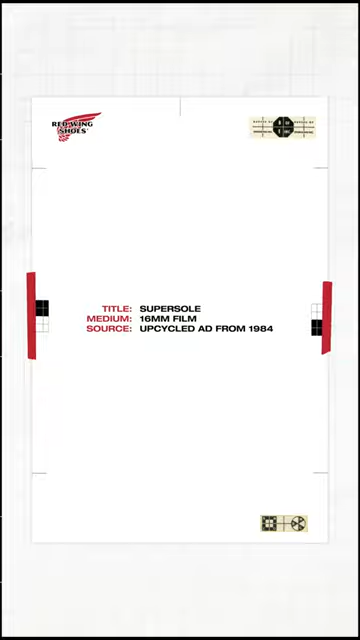 RED WING
SHOES
TITLE: SUPERSOLE
MEDIUM: 16MM FILM
SOURCE: UPCYCLED AD FROM 1984